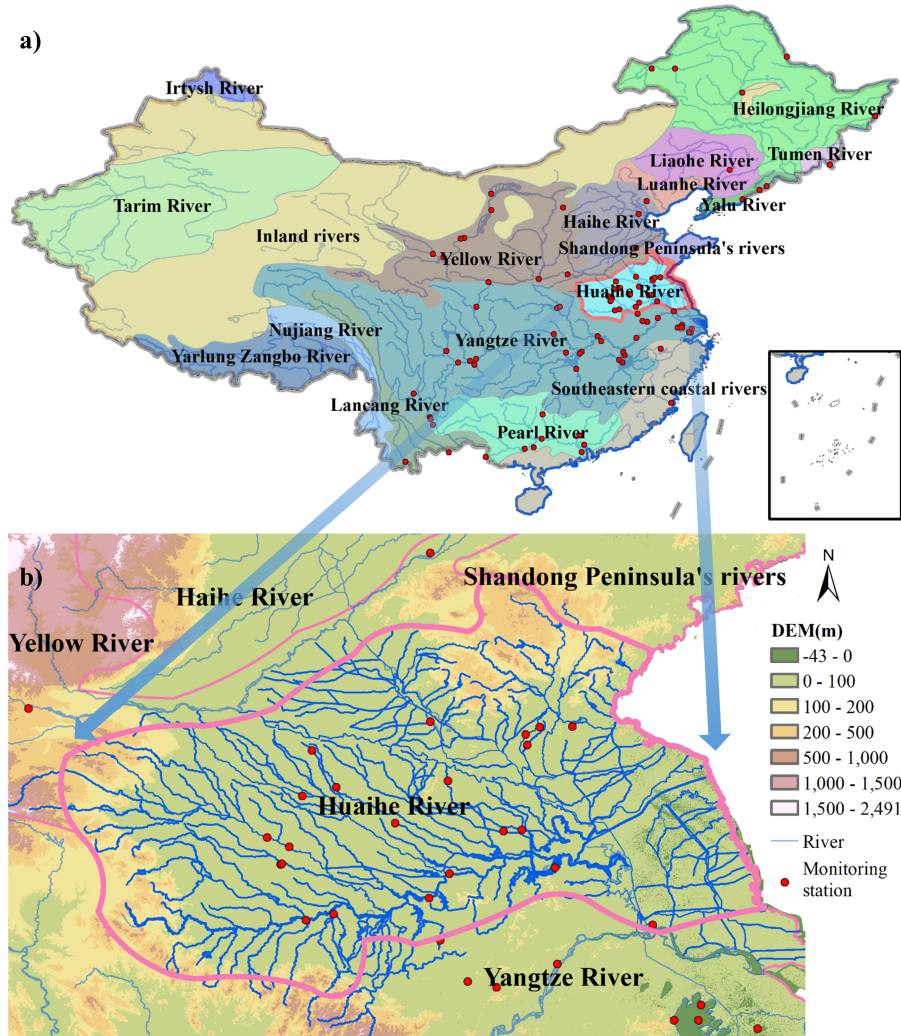 a)
Irtysh River
Heilongjiang River
Tumen River
Liaohe River
Luanhe River
Yalu River
Tarim River
Haihe River
Inland rivers
Shandong Peninsula's rivers
Yellow River
Huaihe River
Nujiang River
Yangtze River
Yarlung Zangbo River
Southeastern coastal rivers
Lancang River
Pearl River
b)
Shandong Peninsula's rivers
Haihe River
Yellow River
Huaihe River
Yangtze River
N
DEM(m)
-43 - 0
0 - 100
100 - 200
200 - 500
500 - 1,000
1,000 - 1,500
1,500 - 2,491
River
Monitoring
station